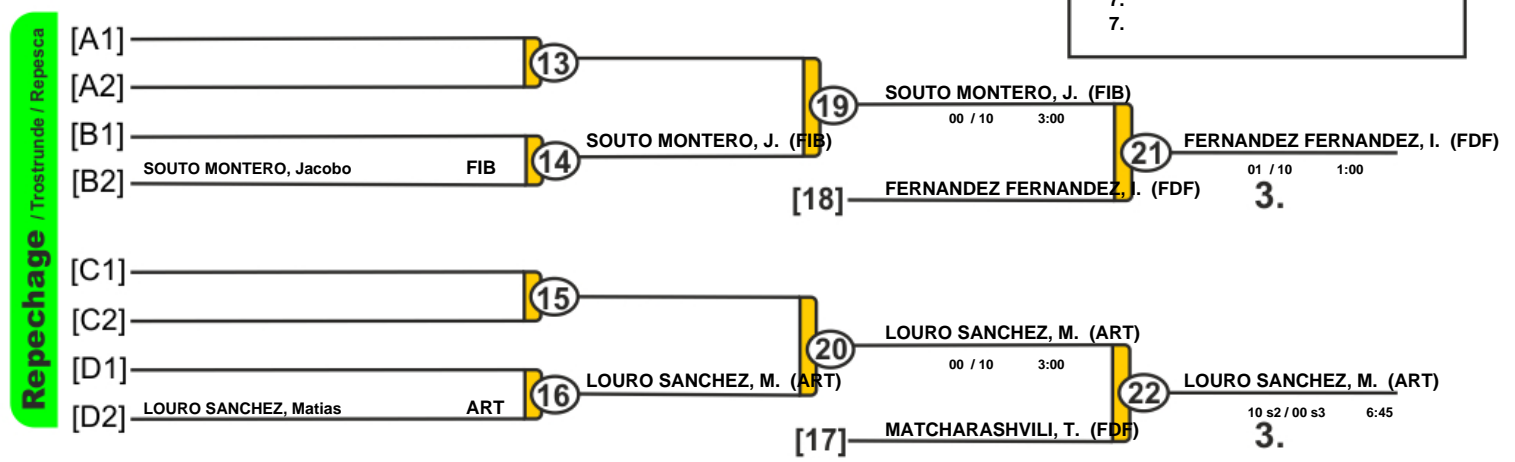 7.
7.
Repechage / Trostrunde / Repesca
[A1]
13
[A2]
19
SOUTO MONTERO, J. (FIB)
00 / 10 3:00
[B1]
SOUTO MONTERO, J. (FIB)
14
21
FERNANDEZ FERNANDEZ, I. (FDF)
01 / 10 1:00
3.
SOUTO MONTERO, Jacobo FIB
[B2]
[18]
FERNANDEZ FERNANDEZ, I. (FDF)
[C1]
15
[C2]
20
LOURO SANCHEZ, M. (ART)
00 / 10 3:00
[D1]
LOURO SANCHEZ, M. (ART)
16
22
LOURO SANCHEZ, M. (ART)
10 s2 / 00 s3 6:45
3.
LOURO SANCHEZ, Matias ART
[D2]
[17]
MATCHARASHVILI, T. (FDF)